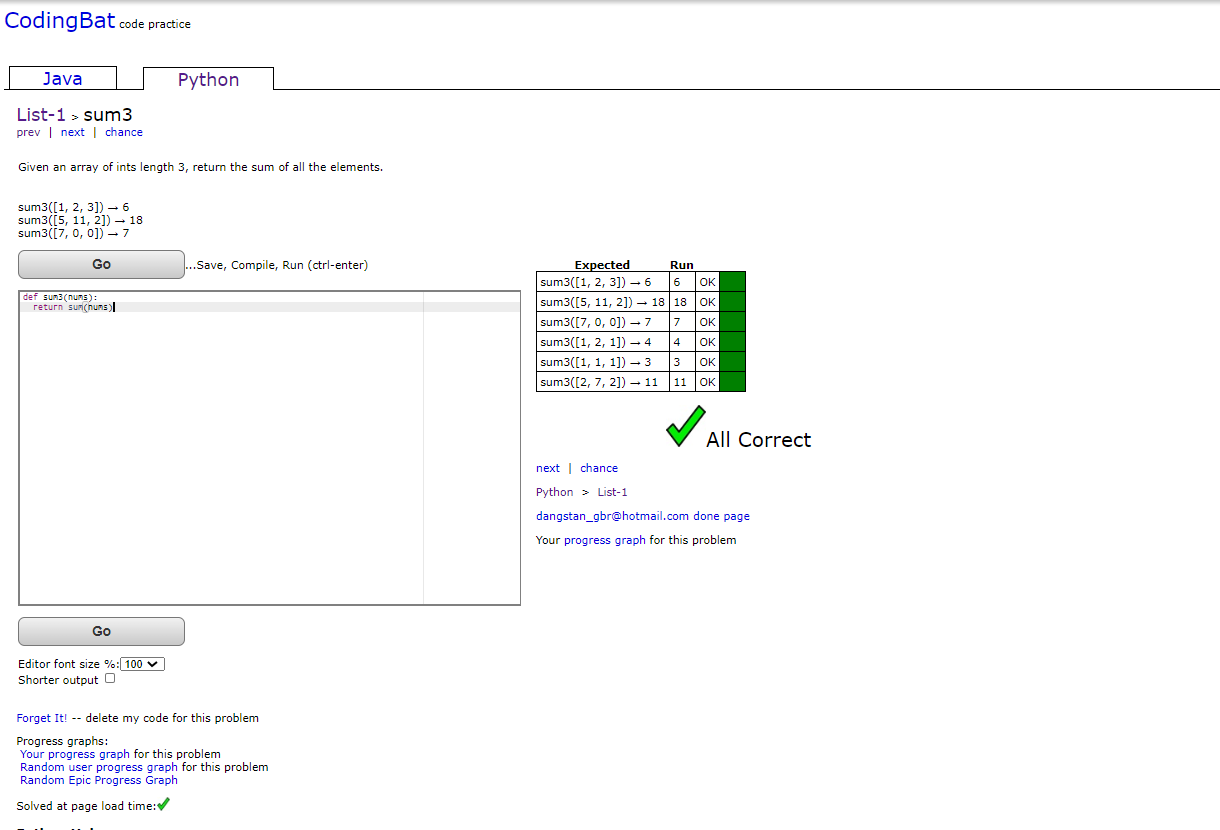 CodingBat code practice
Java
Python
List-1 > sum3
prev | next | chance
Given an array of ints length 3, return the sum of all the elements.
sum3([1, 2, 3]) → 6
sum3([5, 11, 2]) → 18
sum3([7, 0, 0]) → 7
Go
...Save, Compile, Run (ctrl-enter)
def sum3(nums):
return sum(nums)
Expected Run
sum3([1, 2, 3]) → 6 6 OK
sum3([5, 11, 2]) → 18 18 OK
sum3([7, 0, 0]) → 7 7 OK
sum3([1, 2, 1]) → 4 4 OK
sum3([1, 1, 1]) → 3 3 OK
sum3([2, 7, 2]) → 11 11 OK
All Correct
next | chance
Python > List-1
dangstan_gbr@hotmail.com done page
Your progress graph for this problem
Go
Editor font size %: 100
Shorter output
Forget It! -- delete my code for this problem
Progress graphs:
Your progress graph for this problem
Random user progress graph for this problem
Random Epic Progress Graph
Solved at page load time: